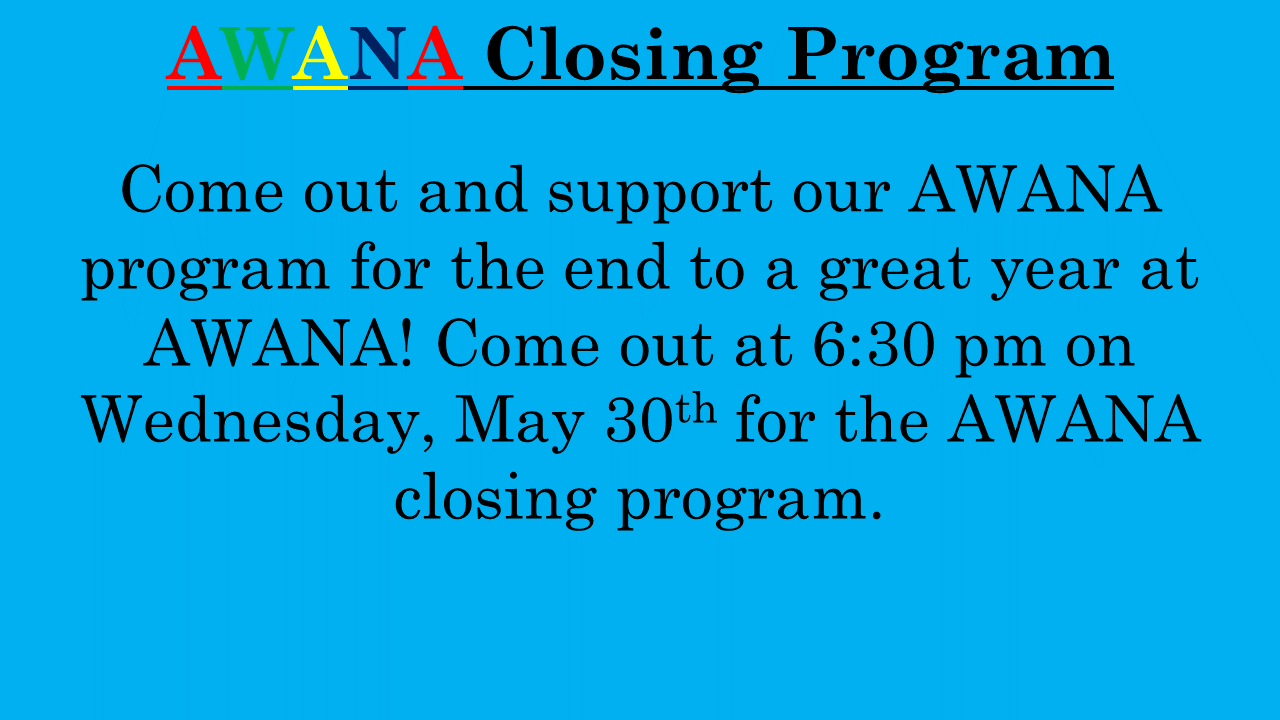 AWANA Closing Program
Come out and support our AWANA
program for the end to a great year at
AWANA! Come out at 6:30 pm on
Wednesday, May 30th for the AWANA
closing program.